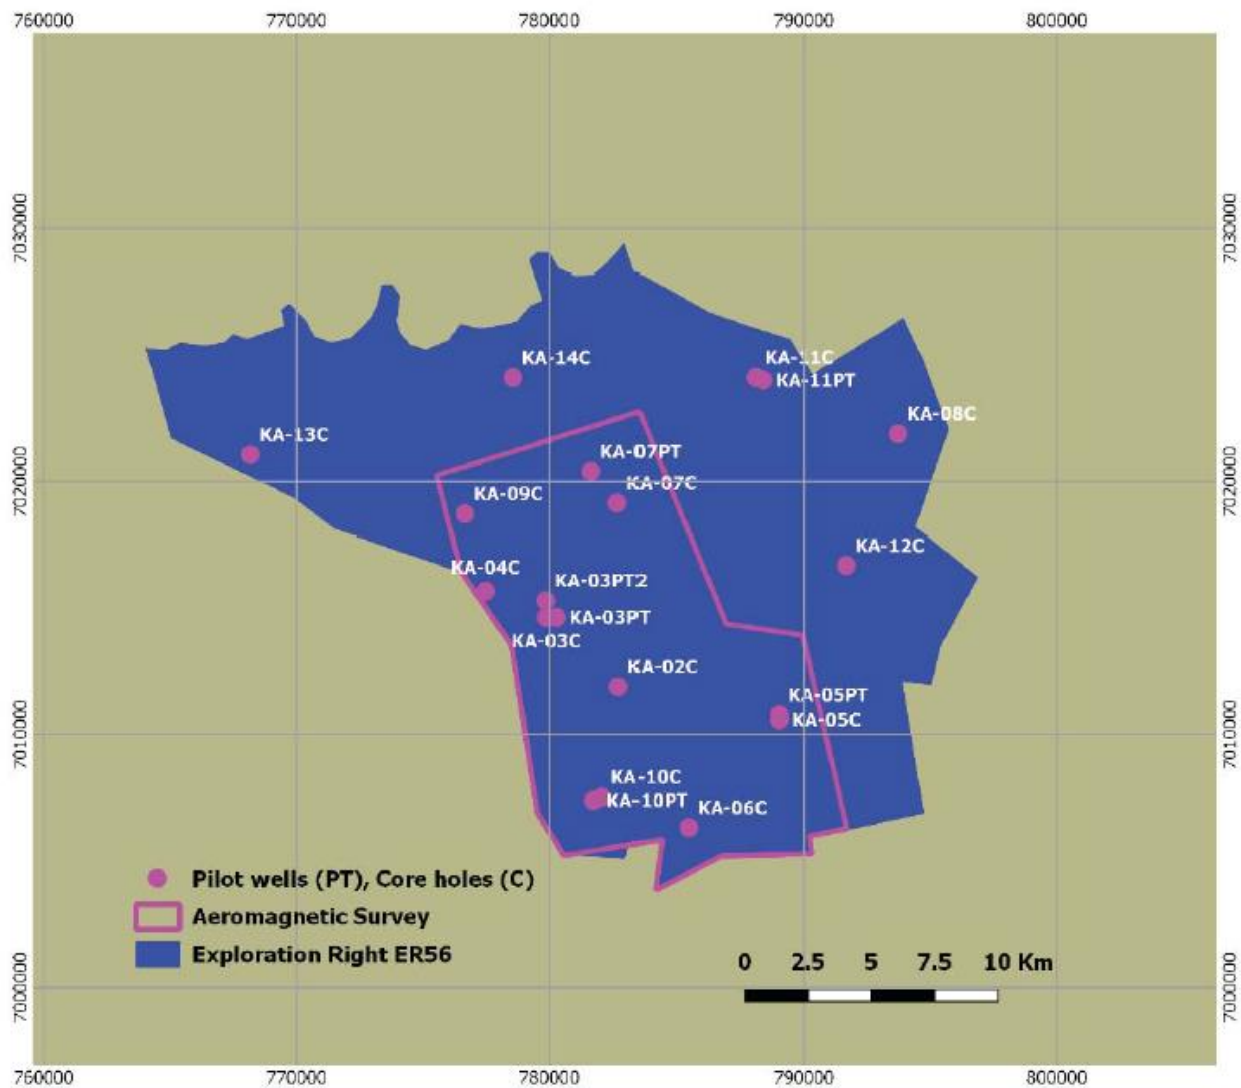 760000 770000 780000 790000 800000
7030000 7030000
KA-14C
KA-11C
KA-11PT
KA-08C
KA-13C
KA-07PT
7020000 7020000
KA-07C
KA-09C
KA-12C
KA-04C
KA-03PT2
KA-03PT
KA-03C
KA-02C
KA-05PT
KA-05C
7010000 7010000
KA-10C
KA-10PT
KA-06C
Pilot wells (PT), Core holes (C)
Aeromagnetic Survey
Exploration Right ER56
0 2.5 5 7.5 10 Km
7000000 7000000
760000 770000 780000 790000 800000